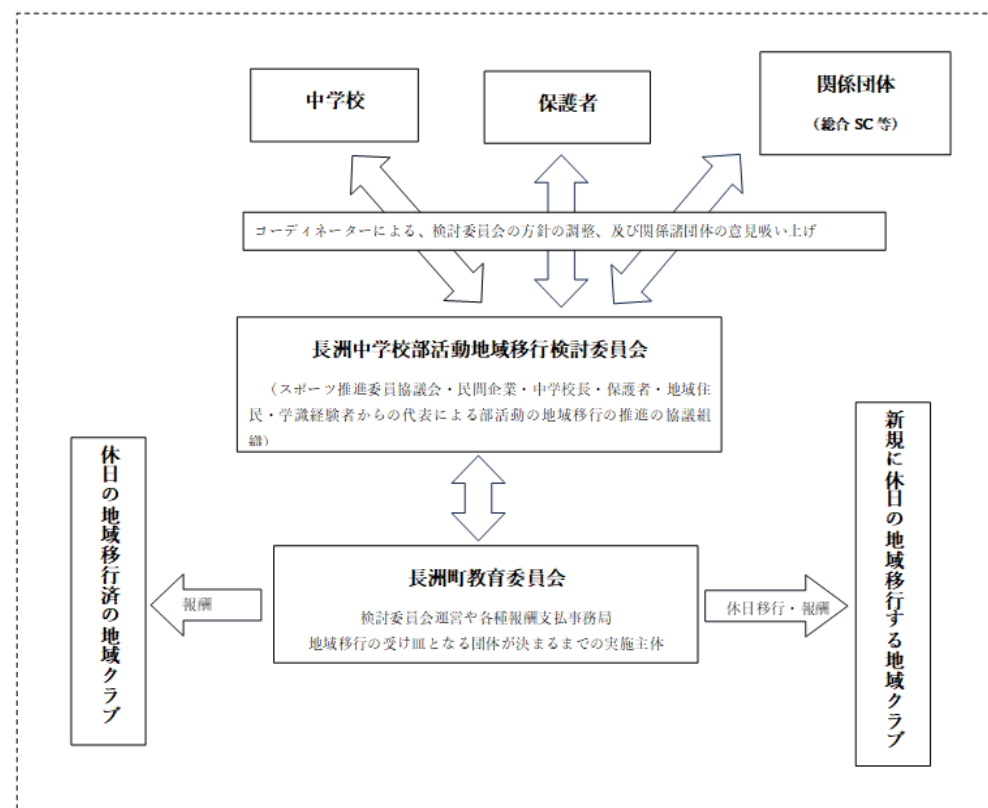 中学校
保護者
関係団体
（総合 SC 等）
コーディネーターによる、検討委員会の方針の調整、及び関係諸団体の意見吸い上げ
長洲中学校部活動地域移行検討委員会
（スポーツ推進委員協議会・民間企業・中学校長・保護者・地域住
民・学識経験者からの代表による部活動の地域移行の推進の協議組
織）
休日の地域移行済の地域クラブ
報酬
長洲町教育委員会
検討委員会運営や各種報酬支払事務局
地域移行の受け皿となる団体が決まるまでの実施主体
休日移行・報酬
新規に休日の地域移行する地域クラブ